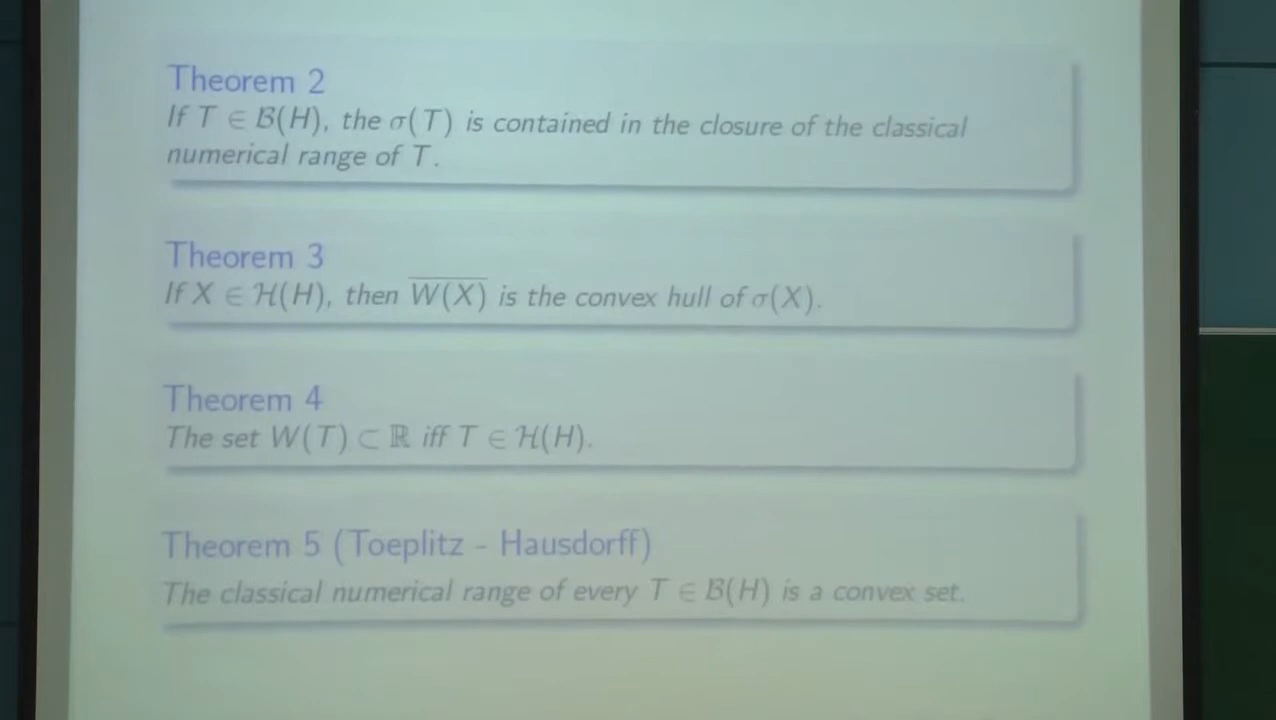 Theorem 2
If T ∈ B(H), the σ(T) is contained in the closure of the classical
numerical range of T.
Theorem 3
If X ∈ H(H), then \overline{W(X)} is the convex hull of σ(X).
Theorem 4
The set W(T) ⊂ ℝ iff T ∈ H(H).
Theorem 5 (Toeplitz - Hausdorff)
The classical numerical range of every T ∈ B(H) is a convex set.